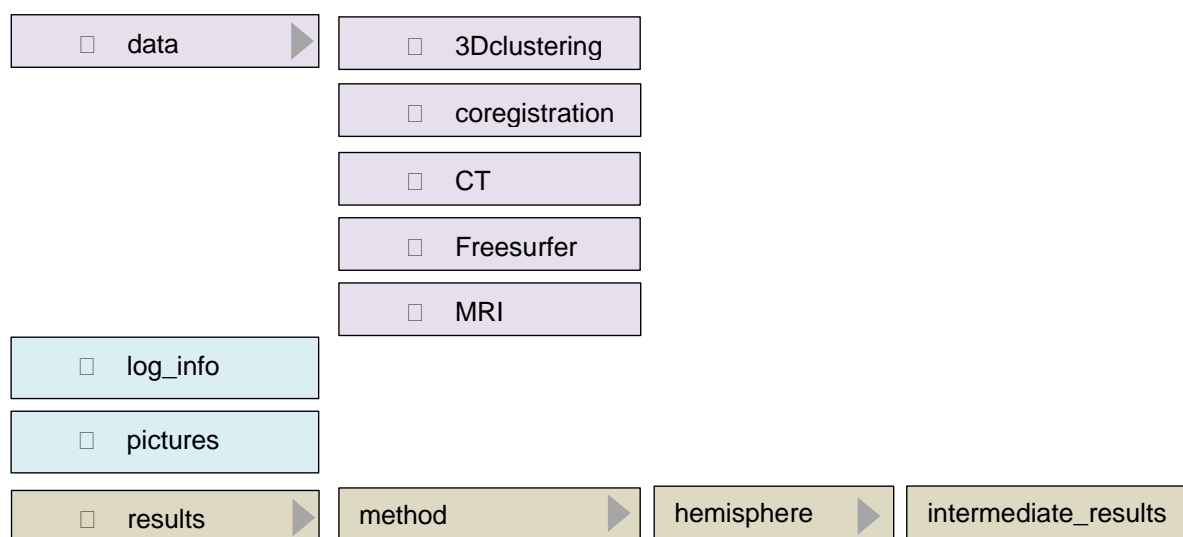 data
3Dclustering
coregistration
CT
Freesurfer
MRI
log_info
pictures
results
method
hemisphere
intermediate_results